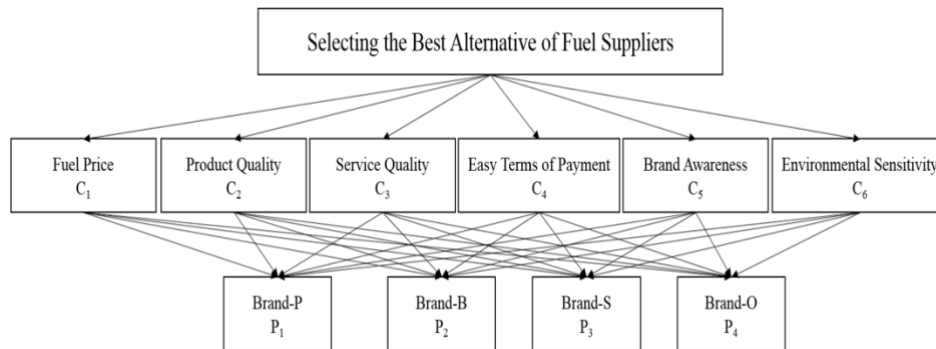 Selecting the Best Alternative of Fuel Suppliers
Fuel Price
C₁
Product Quality
C₂
Service Quality
C₃
Easy Terms of Payment
C₄
Brand Awareness
C₅
Environmental Sensitivity
C₆
Brand-P
P₁
Brand-B
P₂
Brand-S
P₃
Brand-O
P₄